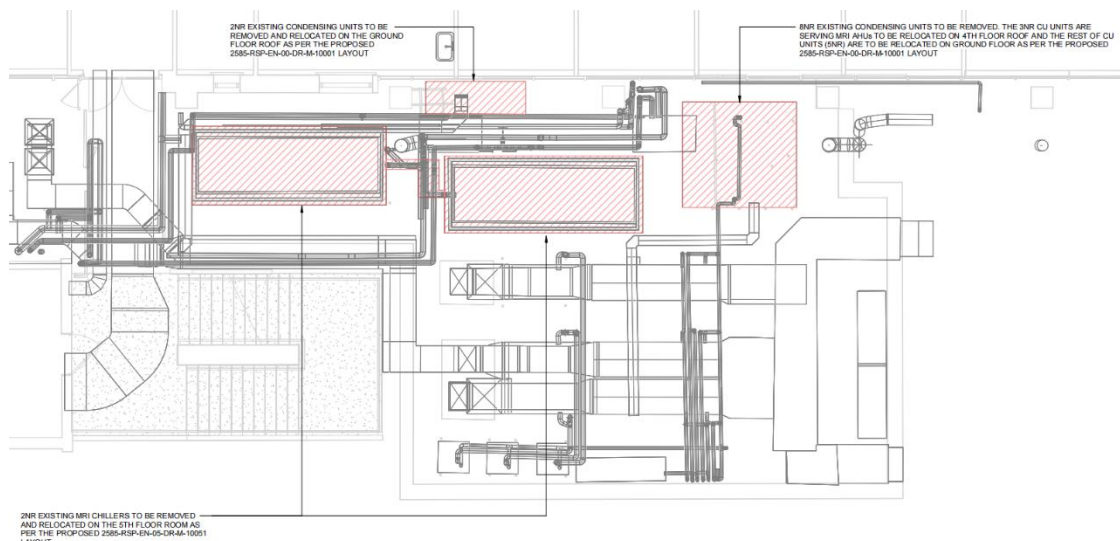 2NR EXISTING CONDENSING UNITS TO BE
REMOVED AND RELOCATED ON THE GROUND
FLOOR ROOF AS PER THE PROPOSED
2585-RSP-EN-00-DR-M-10001 LAYOUT
8NR EXISTING CONDENSING UNITS TO BE REMOVED. THE 3NR CU UNITS ARE
SERVING MRI AHUs TO BE RELOCATED ON 4TH FLOOR ROOF AND THE REST OF CU
UNITS (5NR) ARE TO BE RELOCATED ON GROUND FLOOR AS PER THE PROPOSED
2585-RSP-EN-00-DR-M-10001 LAYOUT
2NR EXISTING MRI CHILLERS TO BE REMOVED
AND RELOCATED ON THE 5TH FLOOR ROOM AS
PER THE PROPOSED 2585-RSP-EN-05-DR-M-10051
LAYOUT